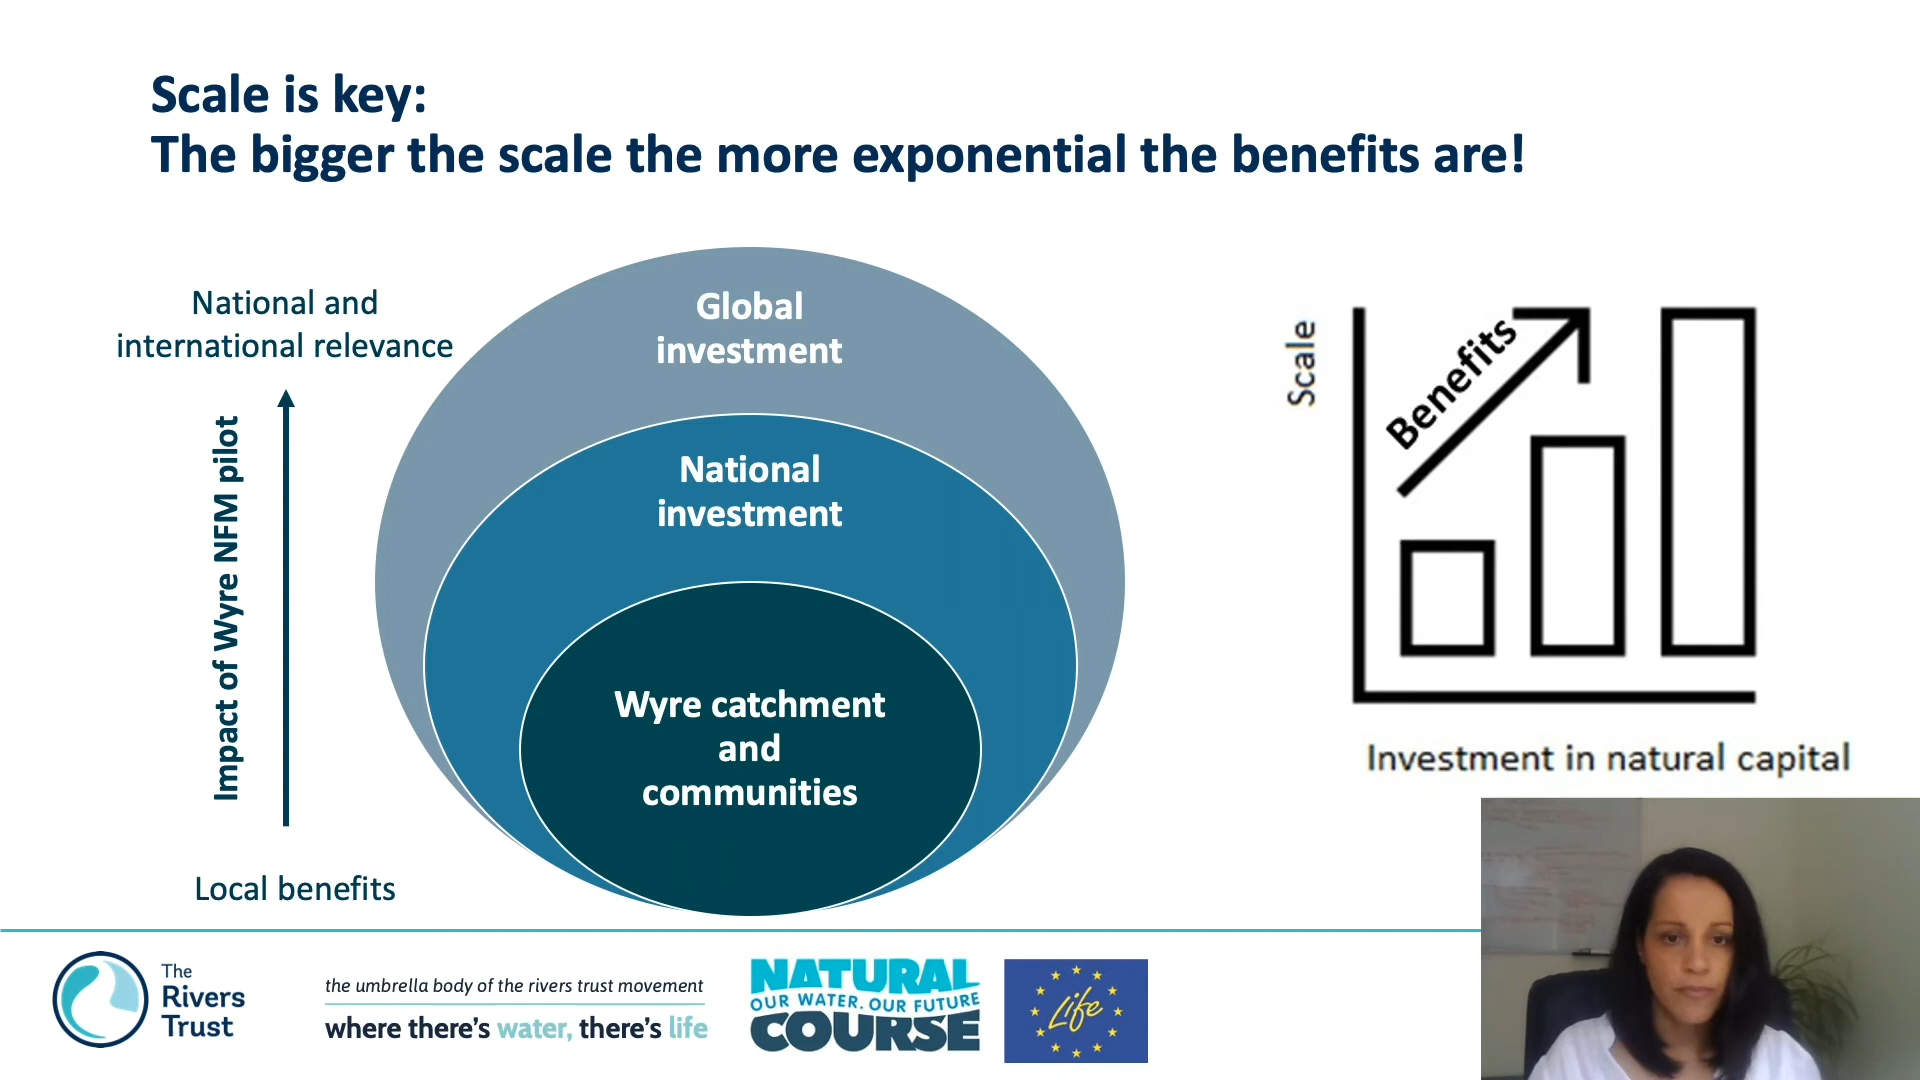 Scale is key:
The bigger the scale the more exponential the benefits are!
National and
international relevance
Impact of Wyre NFM pilot
Local benefits
Global
investment
National
investment
Wyre catchment
and
communities
Scale
Benefits
Investment in natural capital
The
Rivers
Trust
the umbrella body of the rivers trust movement
where there's water, there's life
NATURAL
OUR WATER. OUR FUTURE
COURSE
Life